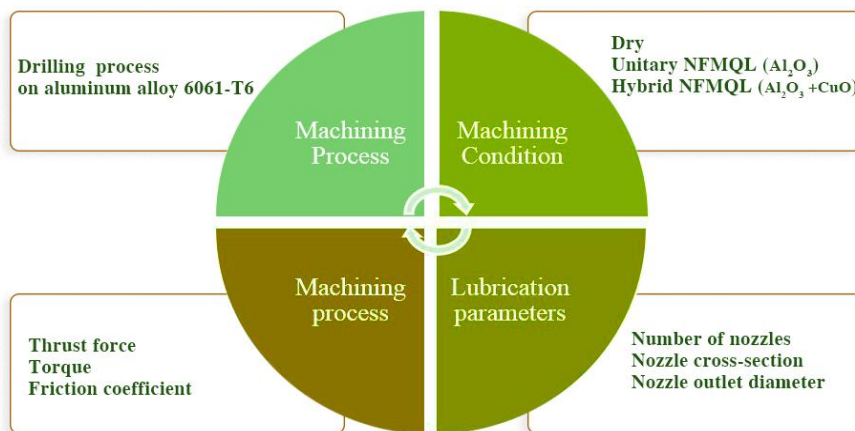 Drilling process
on aluminum alloy 6061-T6
Machining
Process
Machining
Condition
Dry
Unitary NFMQL (Al₂O₃)
Hybrid NFMQL (Al₂O₃ +CuO)
Thrust force
Torque
Friction coefficient
Machining
process
Lubrication
parameters
Number of nozzles
Nozzle cross-section
Nozzle outlet diameter